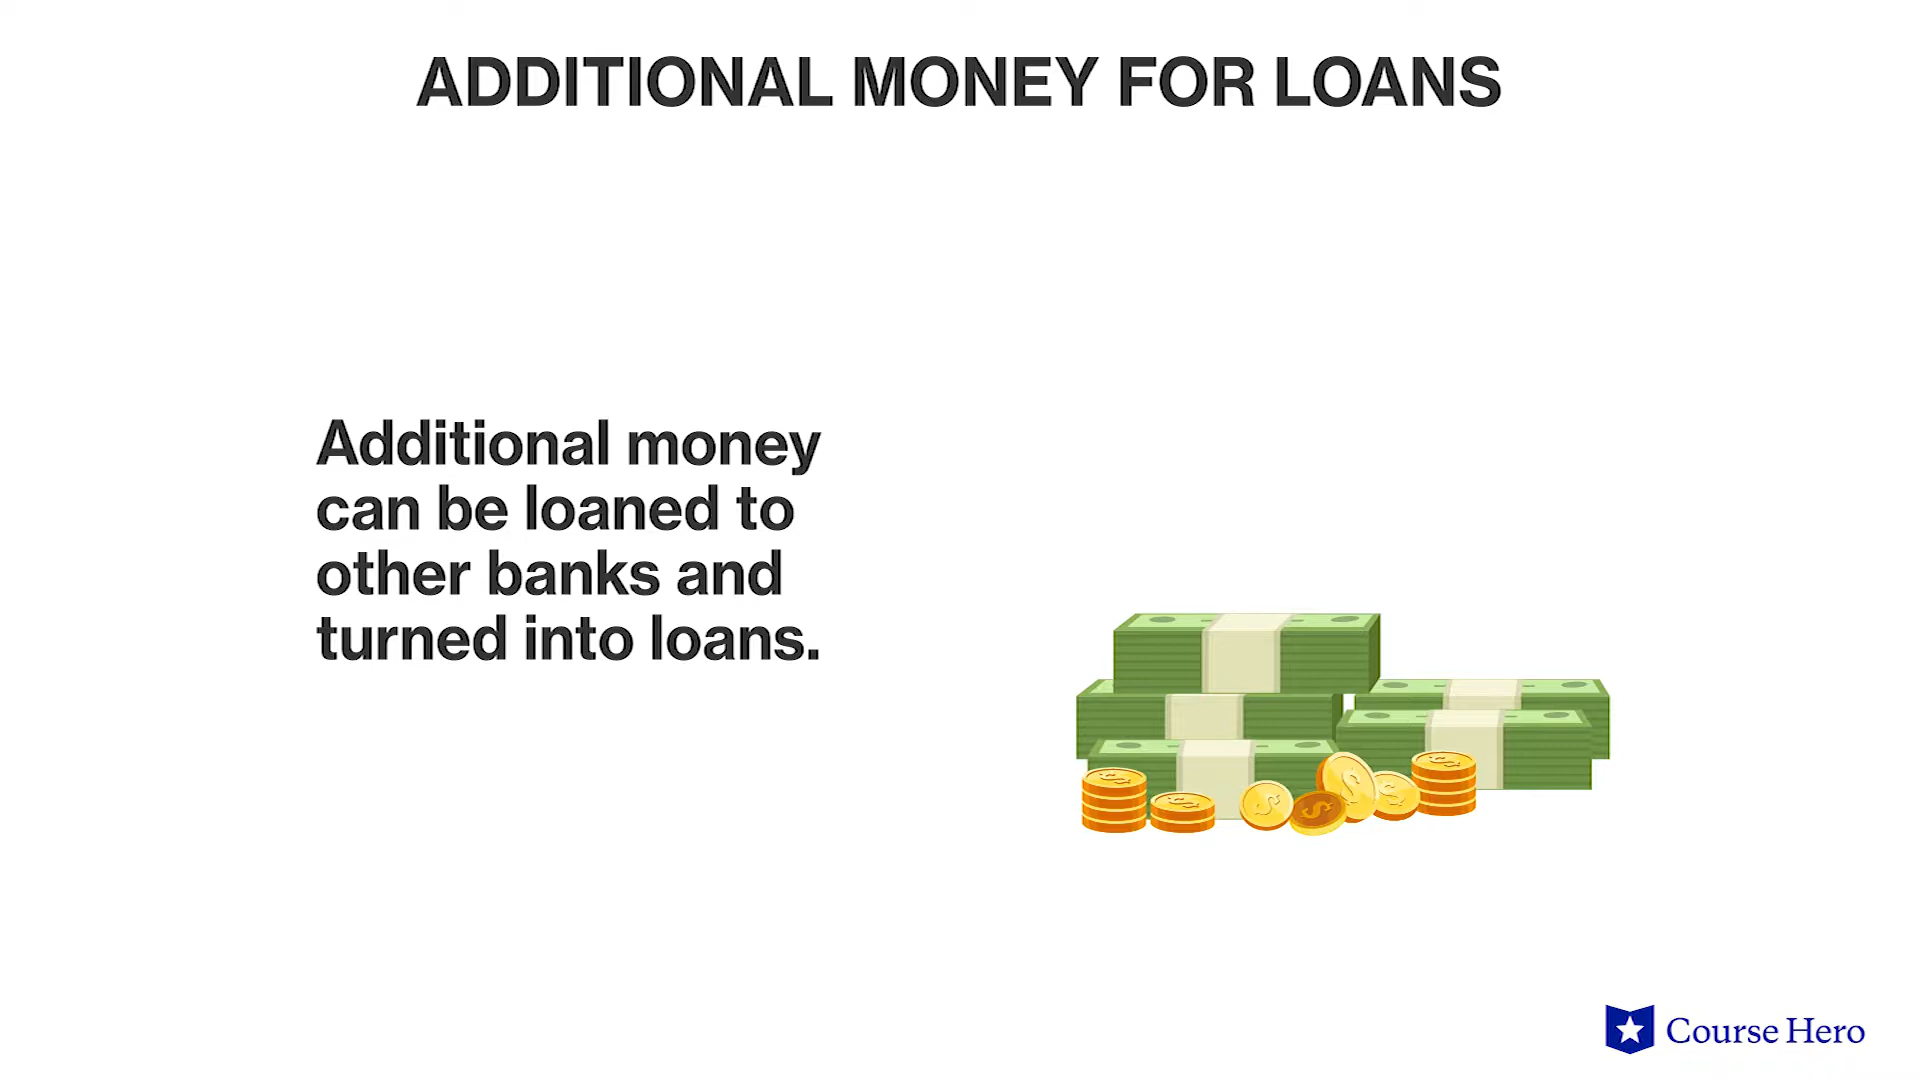 ADDITIONAL MONEY FOR LOANS
Additional money
can be loaned to
other banks and
turned into loans.
Course Hero